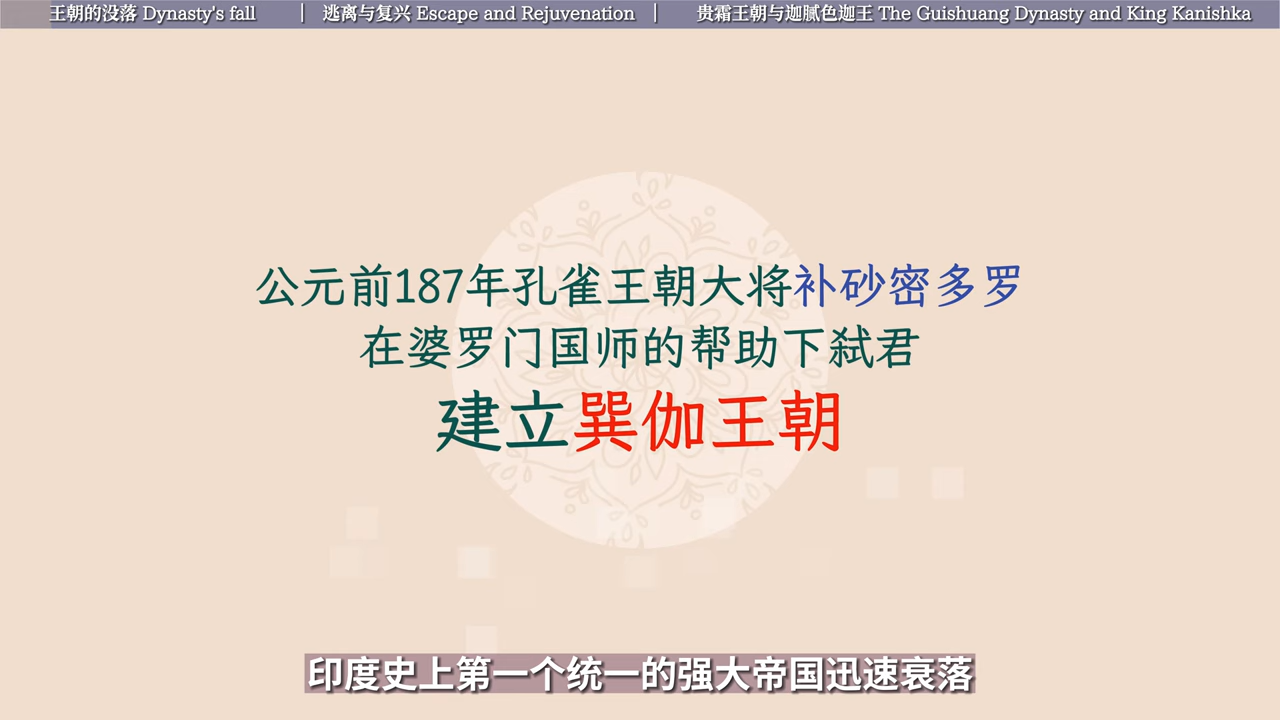 王朝的没落 Dynasty's fall | 逃离与复兴 Escape and Rejuvenation | 贵霜王朝与迦腻色迦王 The Guishuang Dynasty and King Kanishka
公元前187年孔雀王朝大将补砂密多罗
在婆罗门国师的帮助下弑君
建立巽伽王朝
印度史上第一个统一的强大帝国迅速衰落